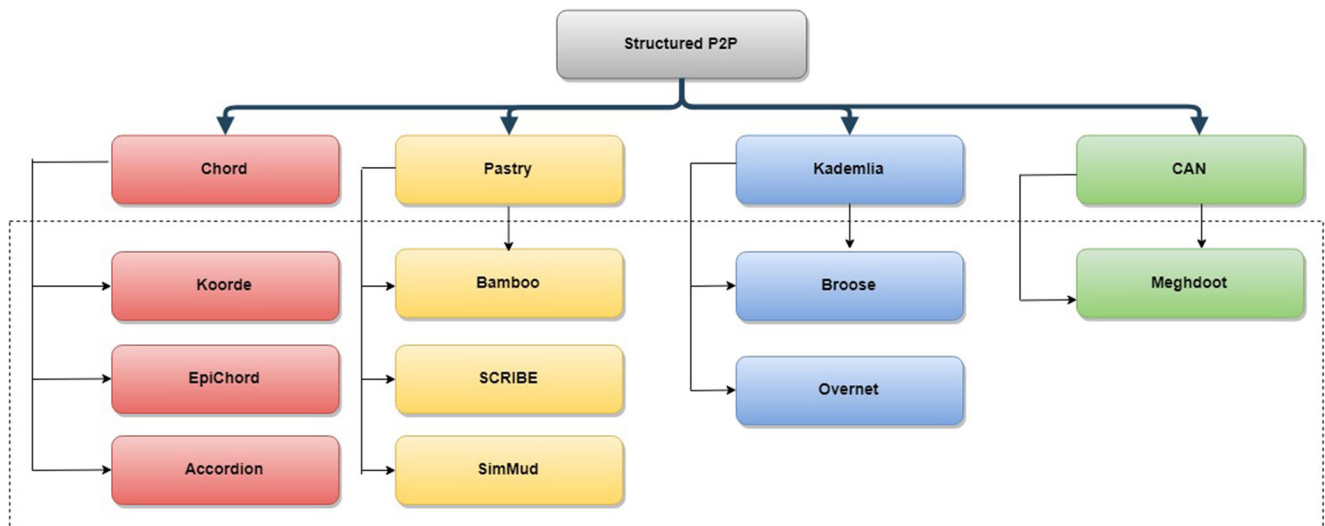 Structured P2P
Chord
Pastry
Kademlia
CAN
Koorde
Bamboo
Broose
Meghdoot
EpiChord
SCRIBE
Overnet
Accordion
SimMud